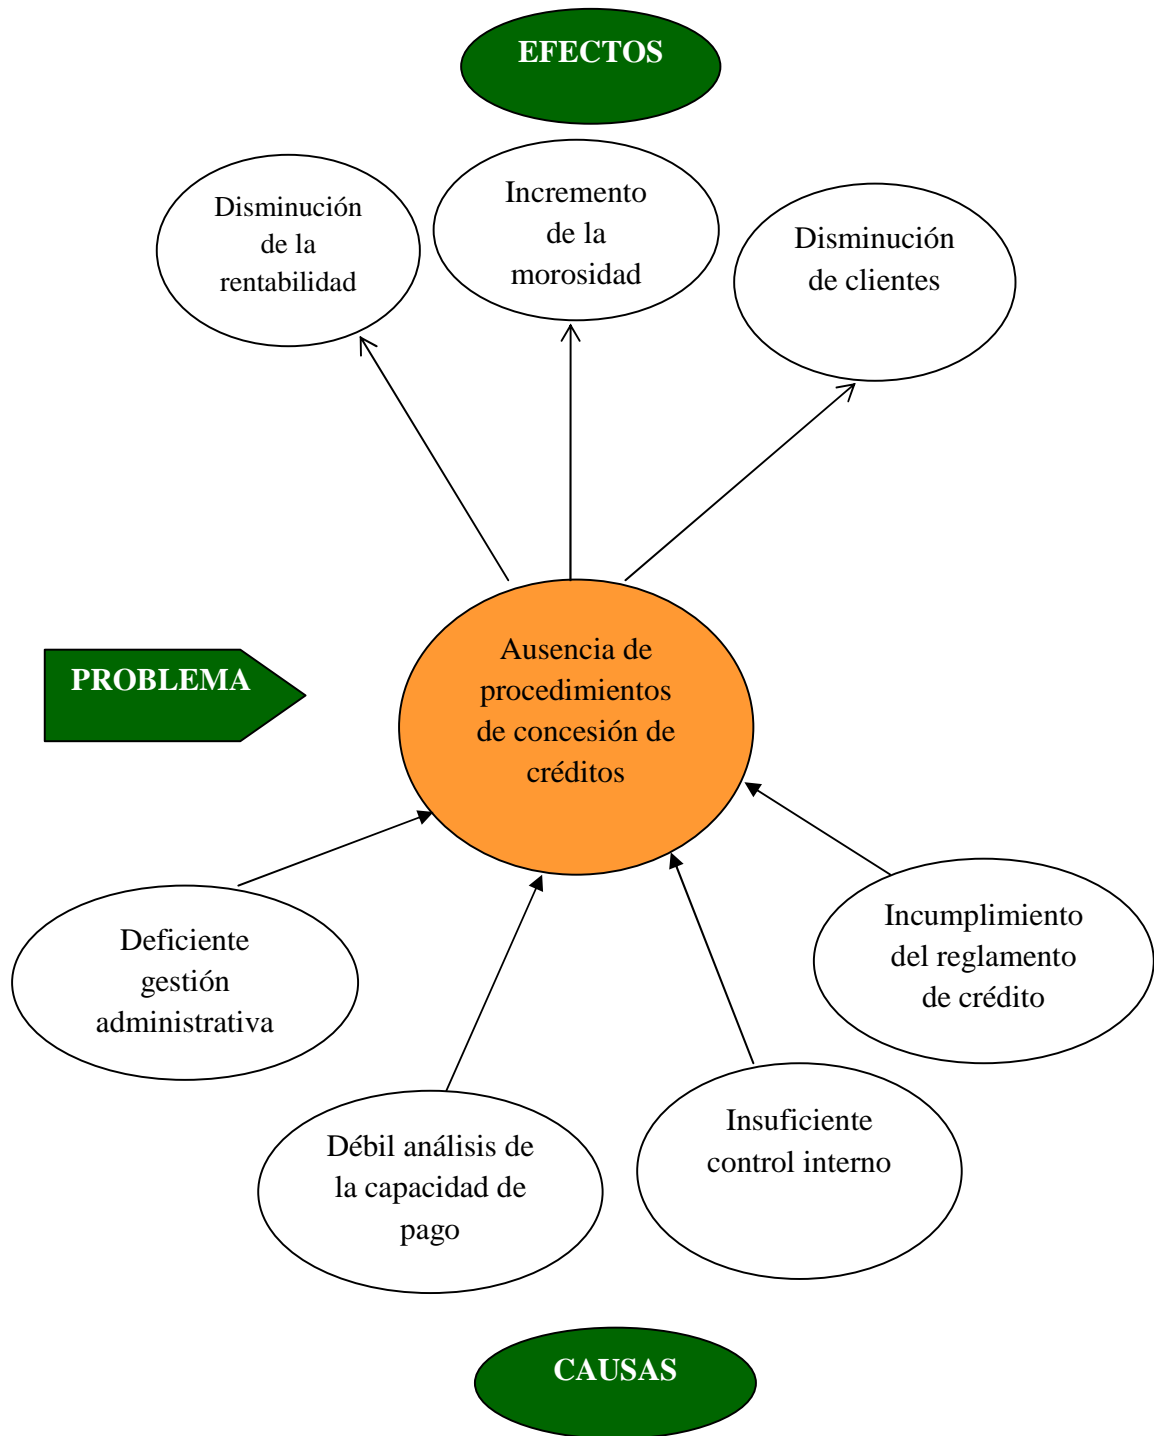 EFECTOS
Disminución
de la
rentabilidad
Incremento
de la
morosidad
Disminución
de clientes
PROBLEMA
Ausencia de
procedimientos
de concesión de
créditos
Deficiente
gestión
administrativa
Débil análisis de
la capacidad de
pago
Insuficiente
control interno
Incumplimiento
del reglamento
de crédito
CAUSAS